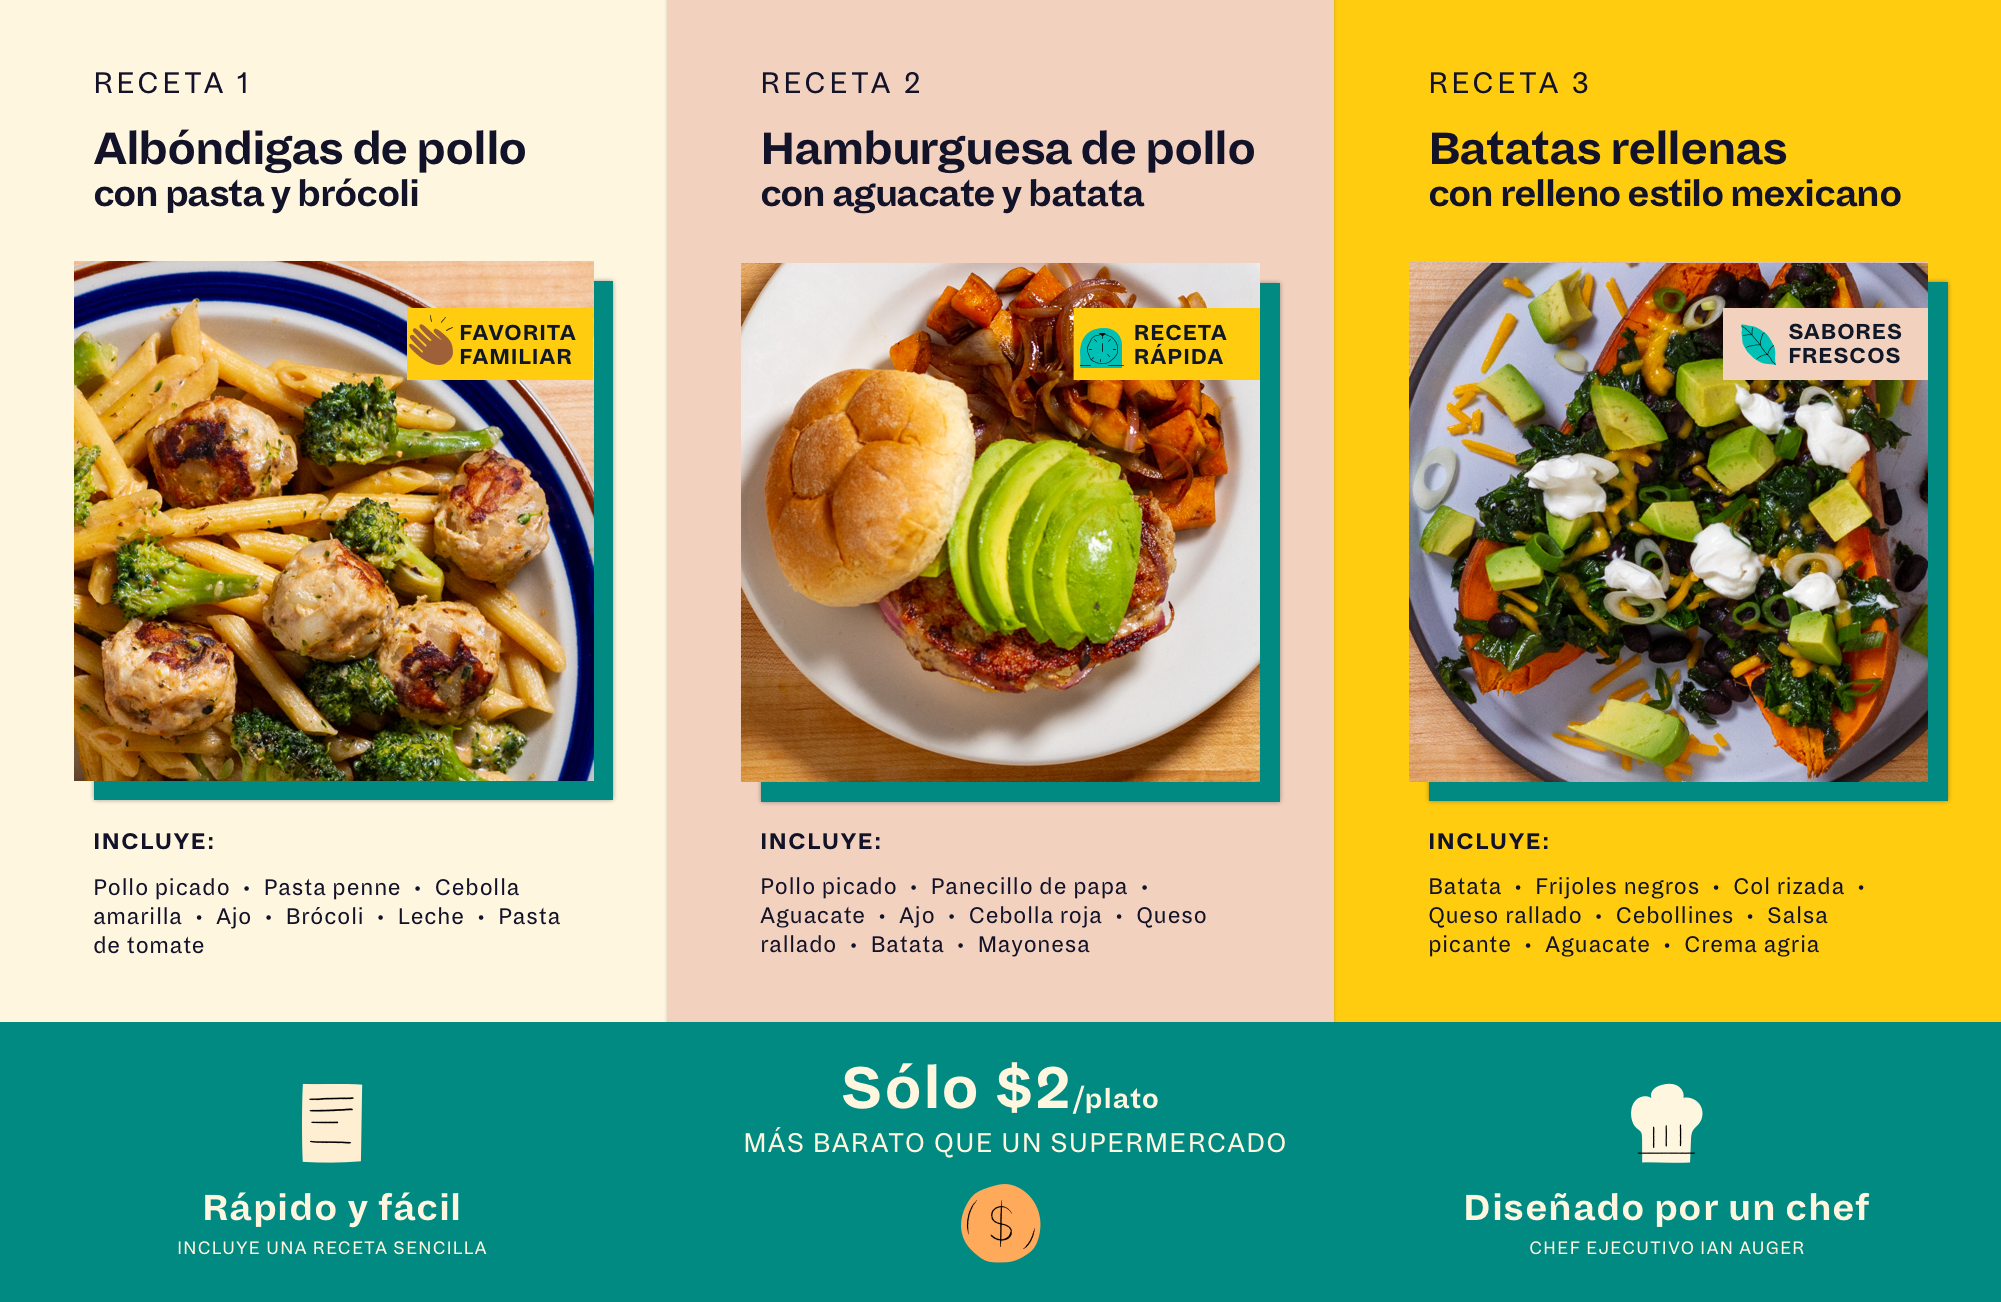 RECETA 1
Albóndigas de pollo
con pasta y brócoli
FAVORITA
FAMILIAR
INCLUYE:
Pollo picado • Pasta penne • Cebolla
amarilla • Ajo • Brócoli • Leche • Pasta
de tomate
RECETA 2
Hamburguesa de pollo
con aguacate y batata
RECETA
RÁPIDA
INCLUYE:
Pollo picado • Panecillo de papa •
Aguacate • Ajo • Cebolla roja • Queso
rallado • Batata • Mayonesa
RECETA 3
Batatas rellenas
con relleno estilo mexicano
SABORES
FRESCOS
INCLUYE:
Batata • Frijoles negros • Col rizada •
Queso rallado • Cebollines • Salsa
picante • Aguacate • Crema agria
Rápido y fácil
INCLUYE UNA RECETA SENCILLA
Sólo $2/plato
MÁS BARATO QUE UN SUPERMERCADO
$
Diseñado por un chef
CHEF EJECUTIVO IAN AUGER